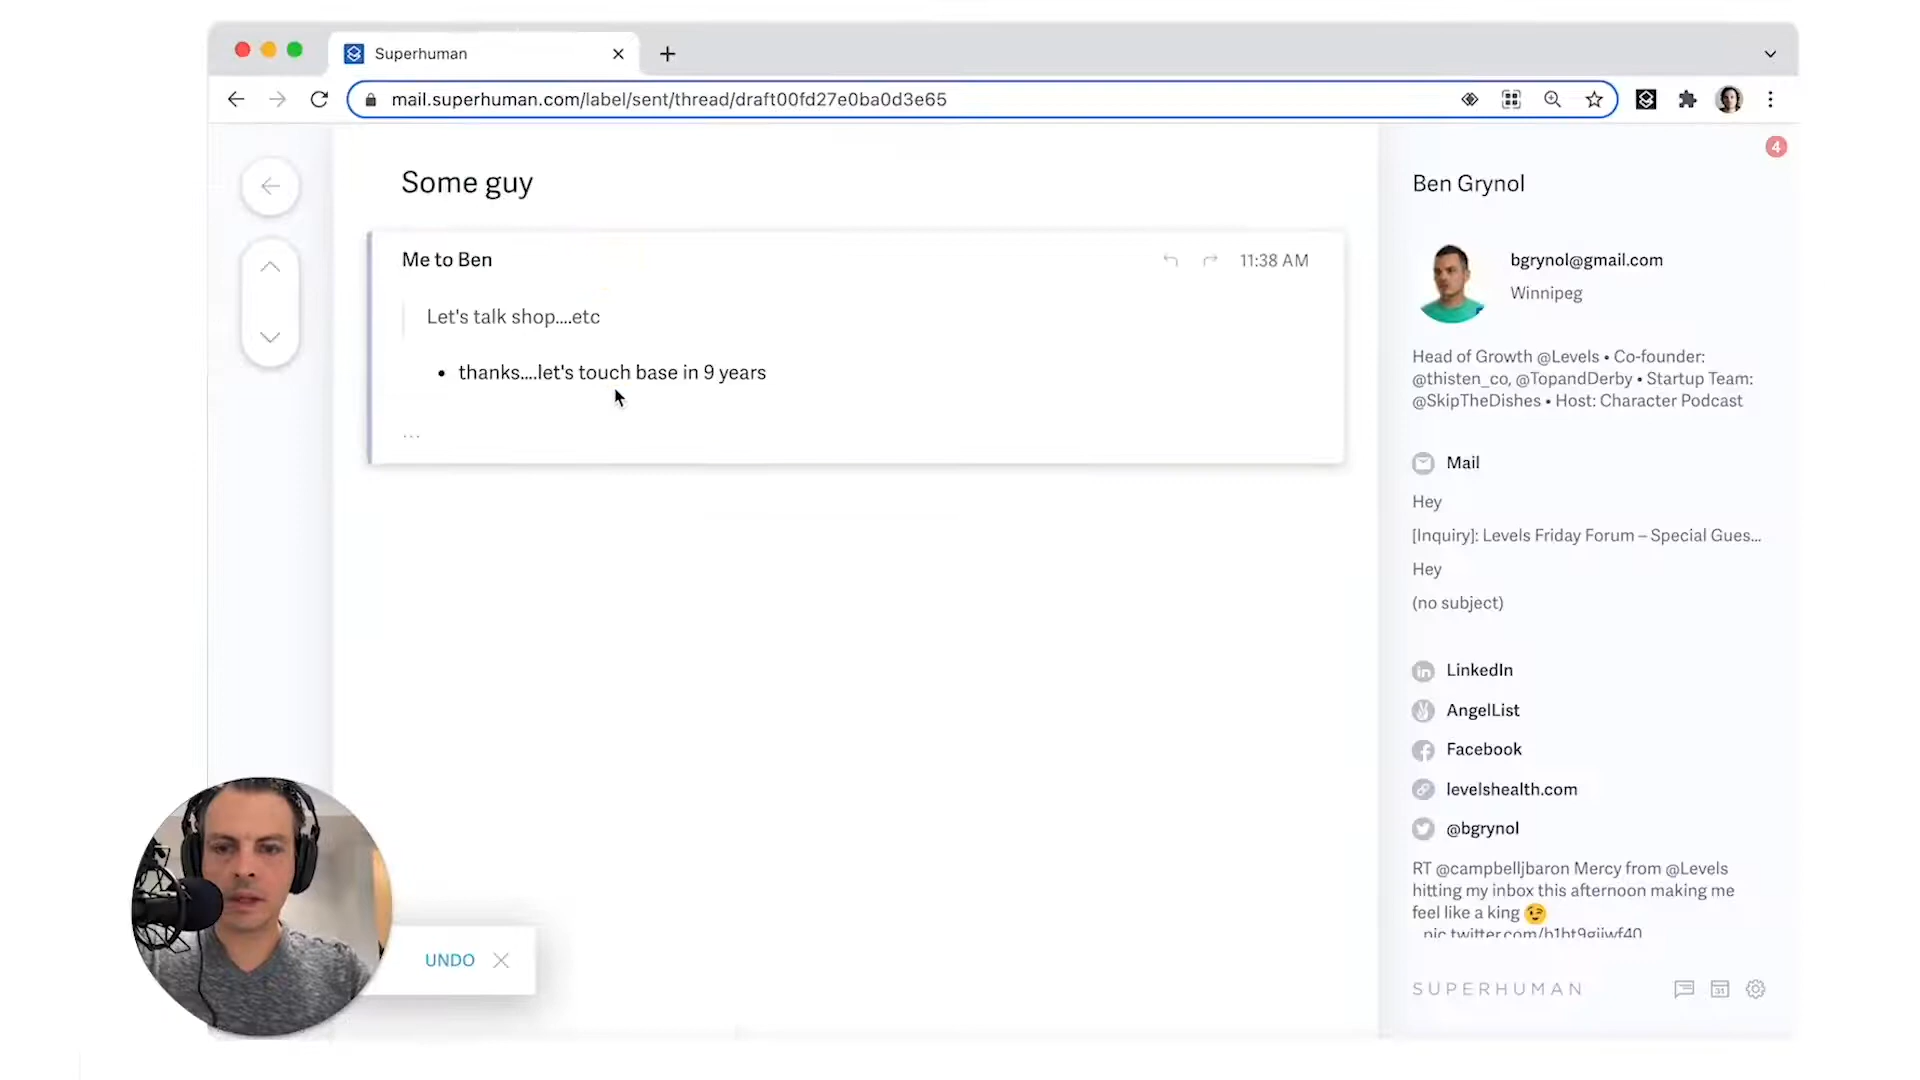 Superhuman
mail.superhuman.com/label/sent/thread/draft00fd27e0ba0d3e65
4
Some guy
Me to Ben
11:38 AM
Let's talk shop....etc
• thanks....let's touch base in 9 years
...
UNDO
Ben Grynol
bgrynol@gmail.com
Winnipeg
Head of Growth @Levels • Co-founder:
@thisten_co, @TopandDerby • Startup Team:
@SkipTheDishes • Host: Character Podcast
Mail
Hey
[Inquiry]: Levels Friday Forum – Special Gues...
Hey
(no subject)
LinkedIn
AngelList
Facebook
levelshealth.com
@bgrynol
RT @campbelljbaron Mercy from @Levels
hitting my inbox this afternoon making me
feel like a king 😉
SUPERHUMAN
31